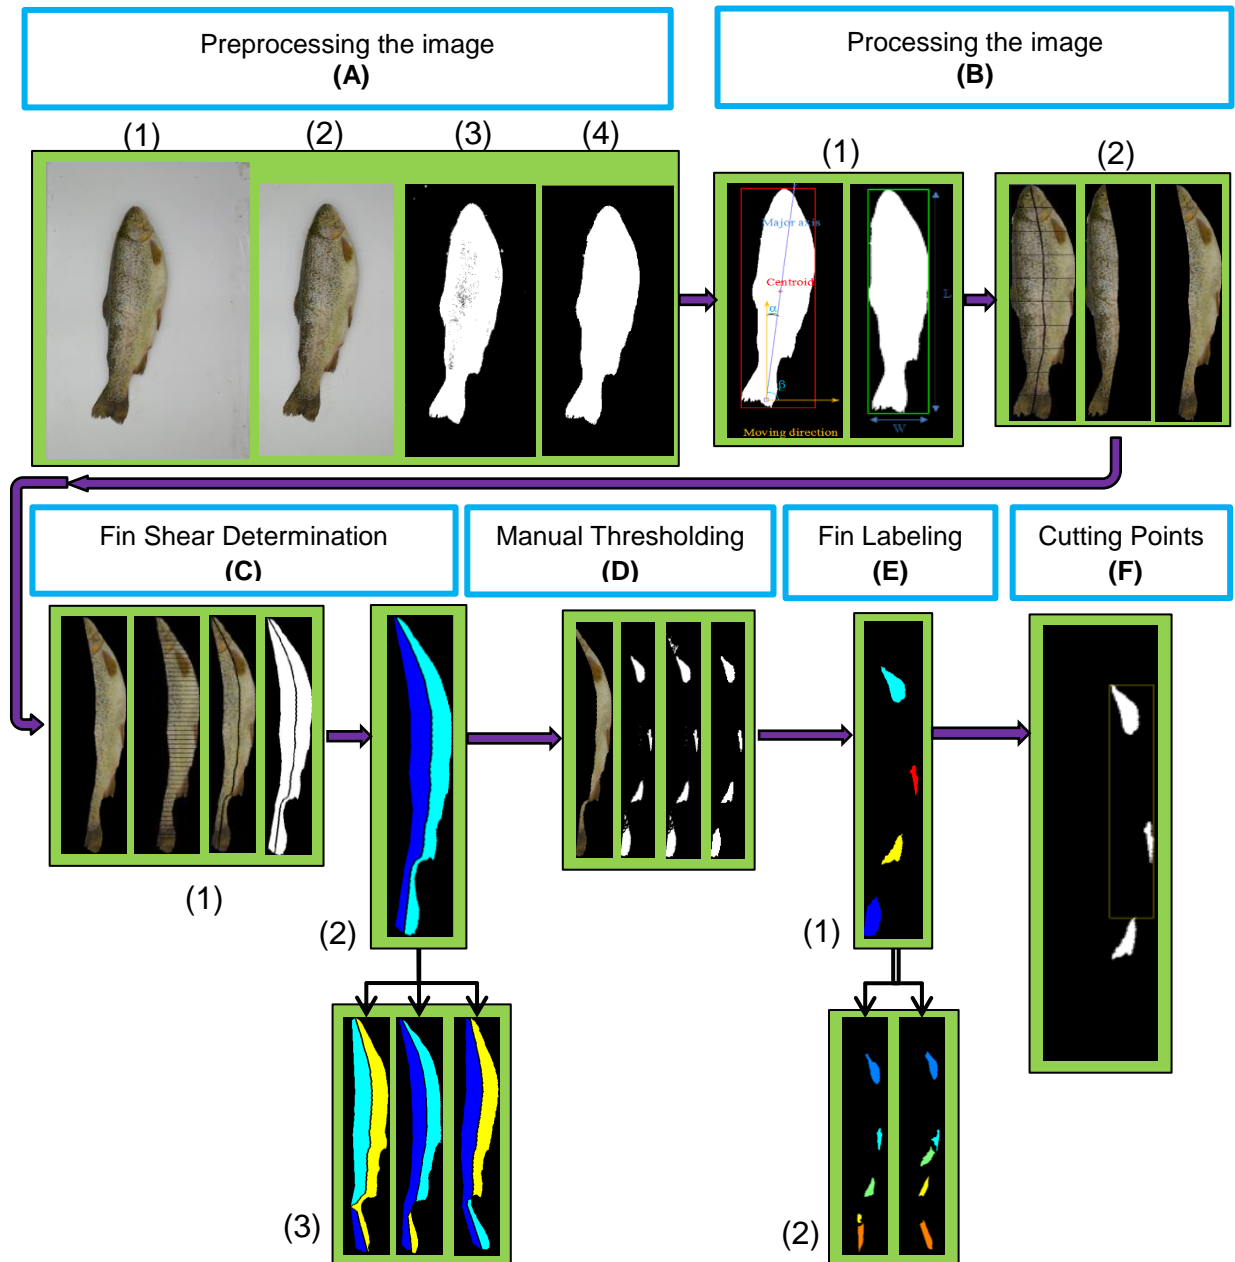 Preprocessing the image
(A)
Processing the image
(B)
(1)
(2)
(3)
(4)
(1)
(2)
Major axis
Centroid
α
β
Moving direction
L
W
Fin Shear Determination
(C)
Manual Thresholding
(D)
Fin Labeling
(E)
Cutting Points
(F)
(1)
(2)
(1)
(3)
(2)